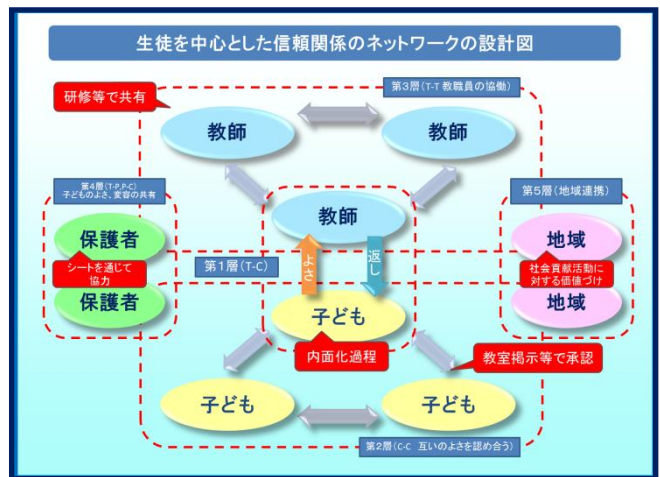 生徒を中心とした信頼関係のネットワークの設計図
第3層(T-T 教職員の協働)
研修等で共有
教師
教師
第4層(T-P,P-C)
子どものよさ、変容の共有
教師
第5層(地域連携)
保護者
地域
シートを通じて
協力
第1層(T-C)
よさ
返し
社会貢献活動に
対する価値づけ
保護者
地域
子ども
内面化過程
教室掲示等で承認
子ども
子ども
第2層(C-C 互いのよさを認め合う)